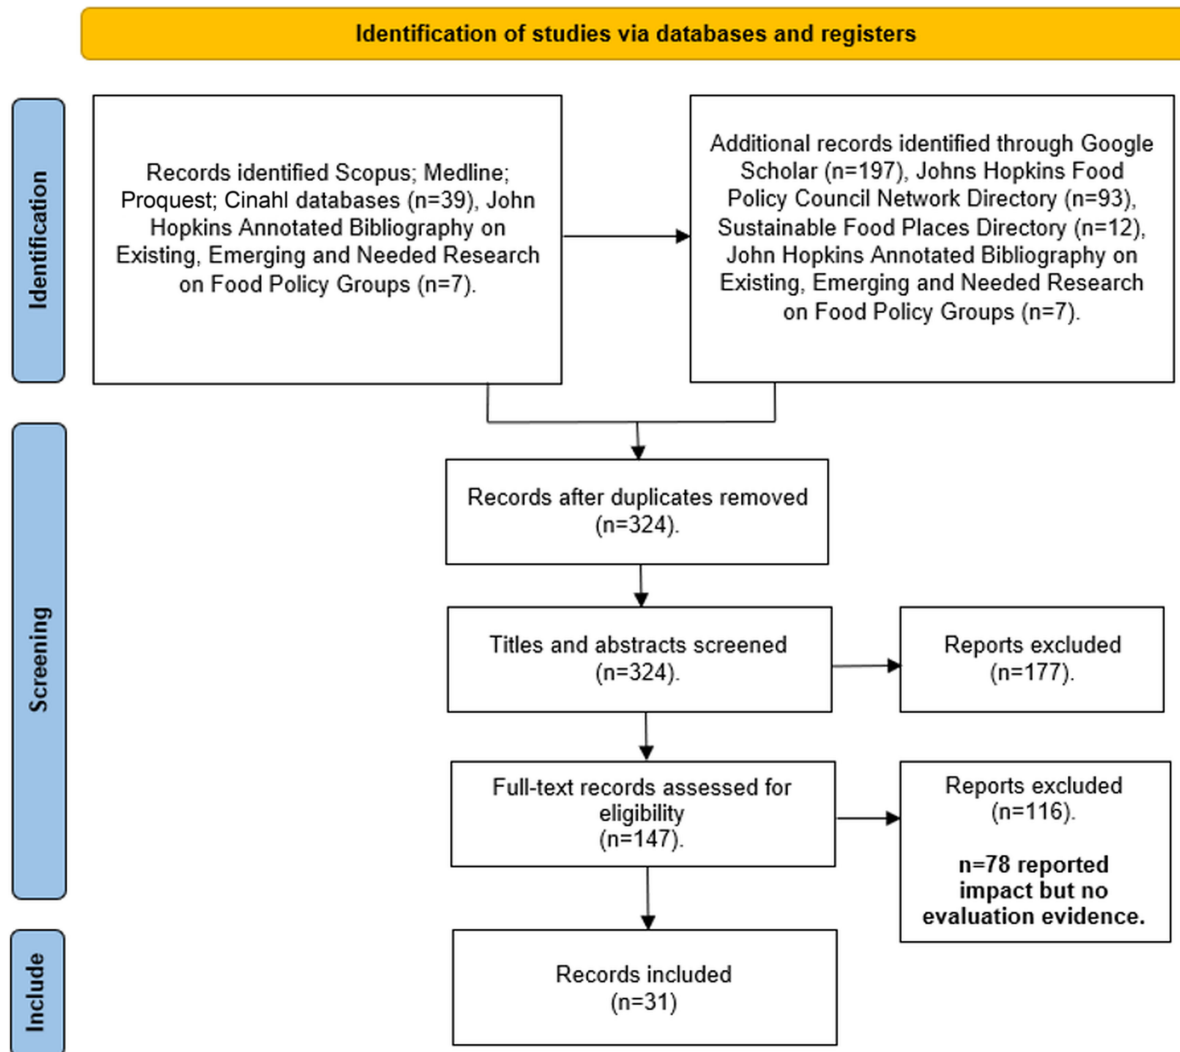 Identification of studies via databases and registers
Identification
Records identified Scopus; Medline;
Proquest; Cinahl databases (n=39), John
Hopkins Annotated Bibliography on
Existing, Emerging and Needed Research
on Food Policy Groups (n=7).
Additional records identified through Google
Scholar (n=197), Johns Hopkins Food
Policy Council Network Directory (n=93),
Sustainable Food Places Directory (n=12),
John Hopkins Annotated Bibliography on
Existing, Emerging and Needed Research
on Food Policy Groups (n=7).
Screening
Records after duplicates removed
(n=324).
Titles and abstracts screened
(n=324).
Reports excluded
(n=177).
Full-text records assessed for
eligibility
(n=147).
Reports excluded
(n=116).
n=78 reported
impact but no
evaluation evidence.
Include
Records included
(n=31)